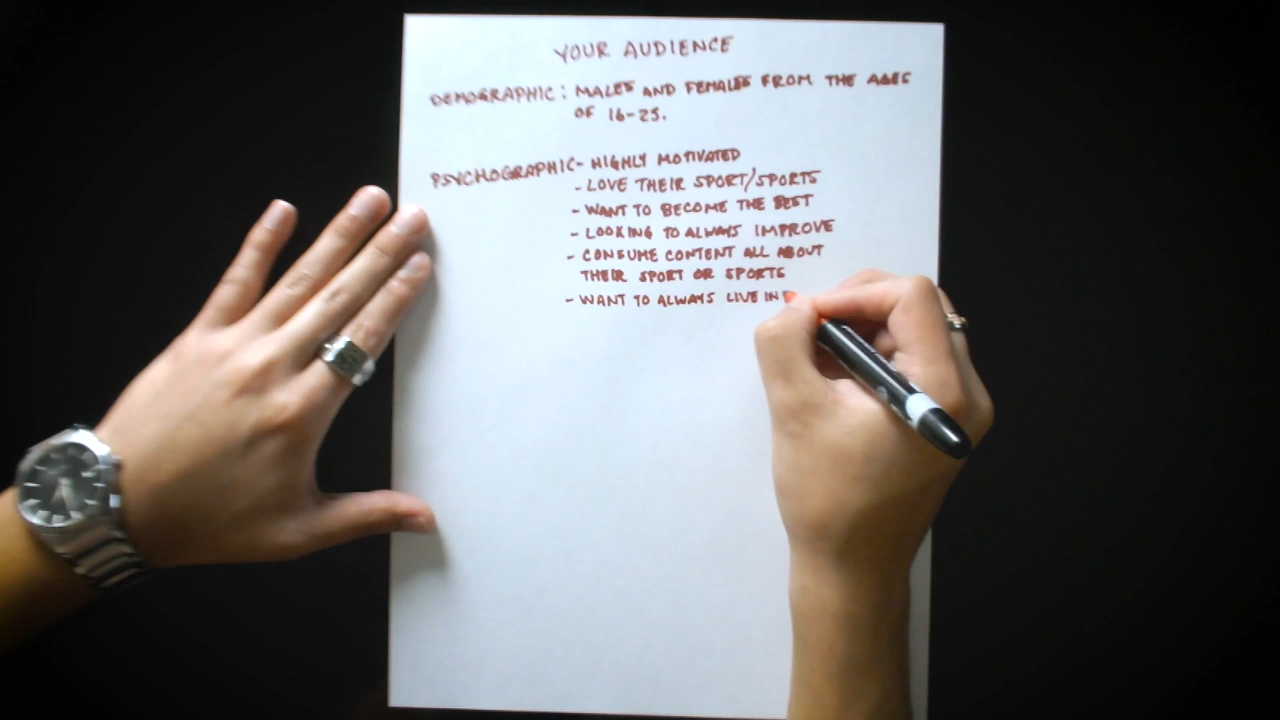 YOUR AUDIENCE
DEMOGRAPHIC: MALES AND FEMALES FROM THE AGES
OF 16-25.
PSYCHOGRAPHIC- HIGHLY MOTIVATED
- LOVE THEIR SPORT/SPORTS
- WANT TO BECOME THE BEST
- LOOKING TO ALWAYS IMPROVE
- CONSUME CONTENT ALL ABOUT
THEIR SPORT OR SPORTS
- WANT TO ALWAYS LIVE IN